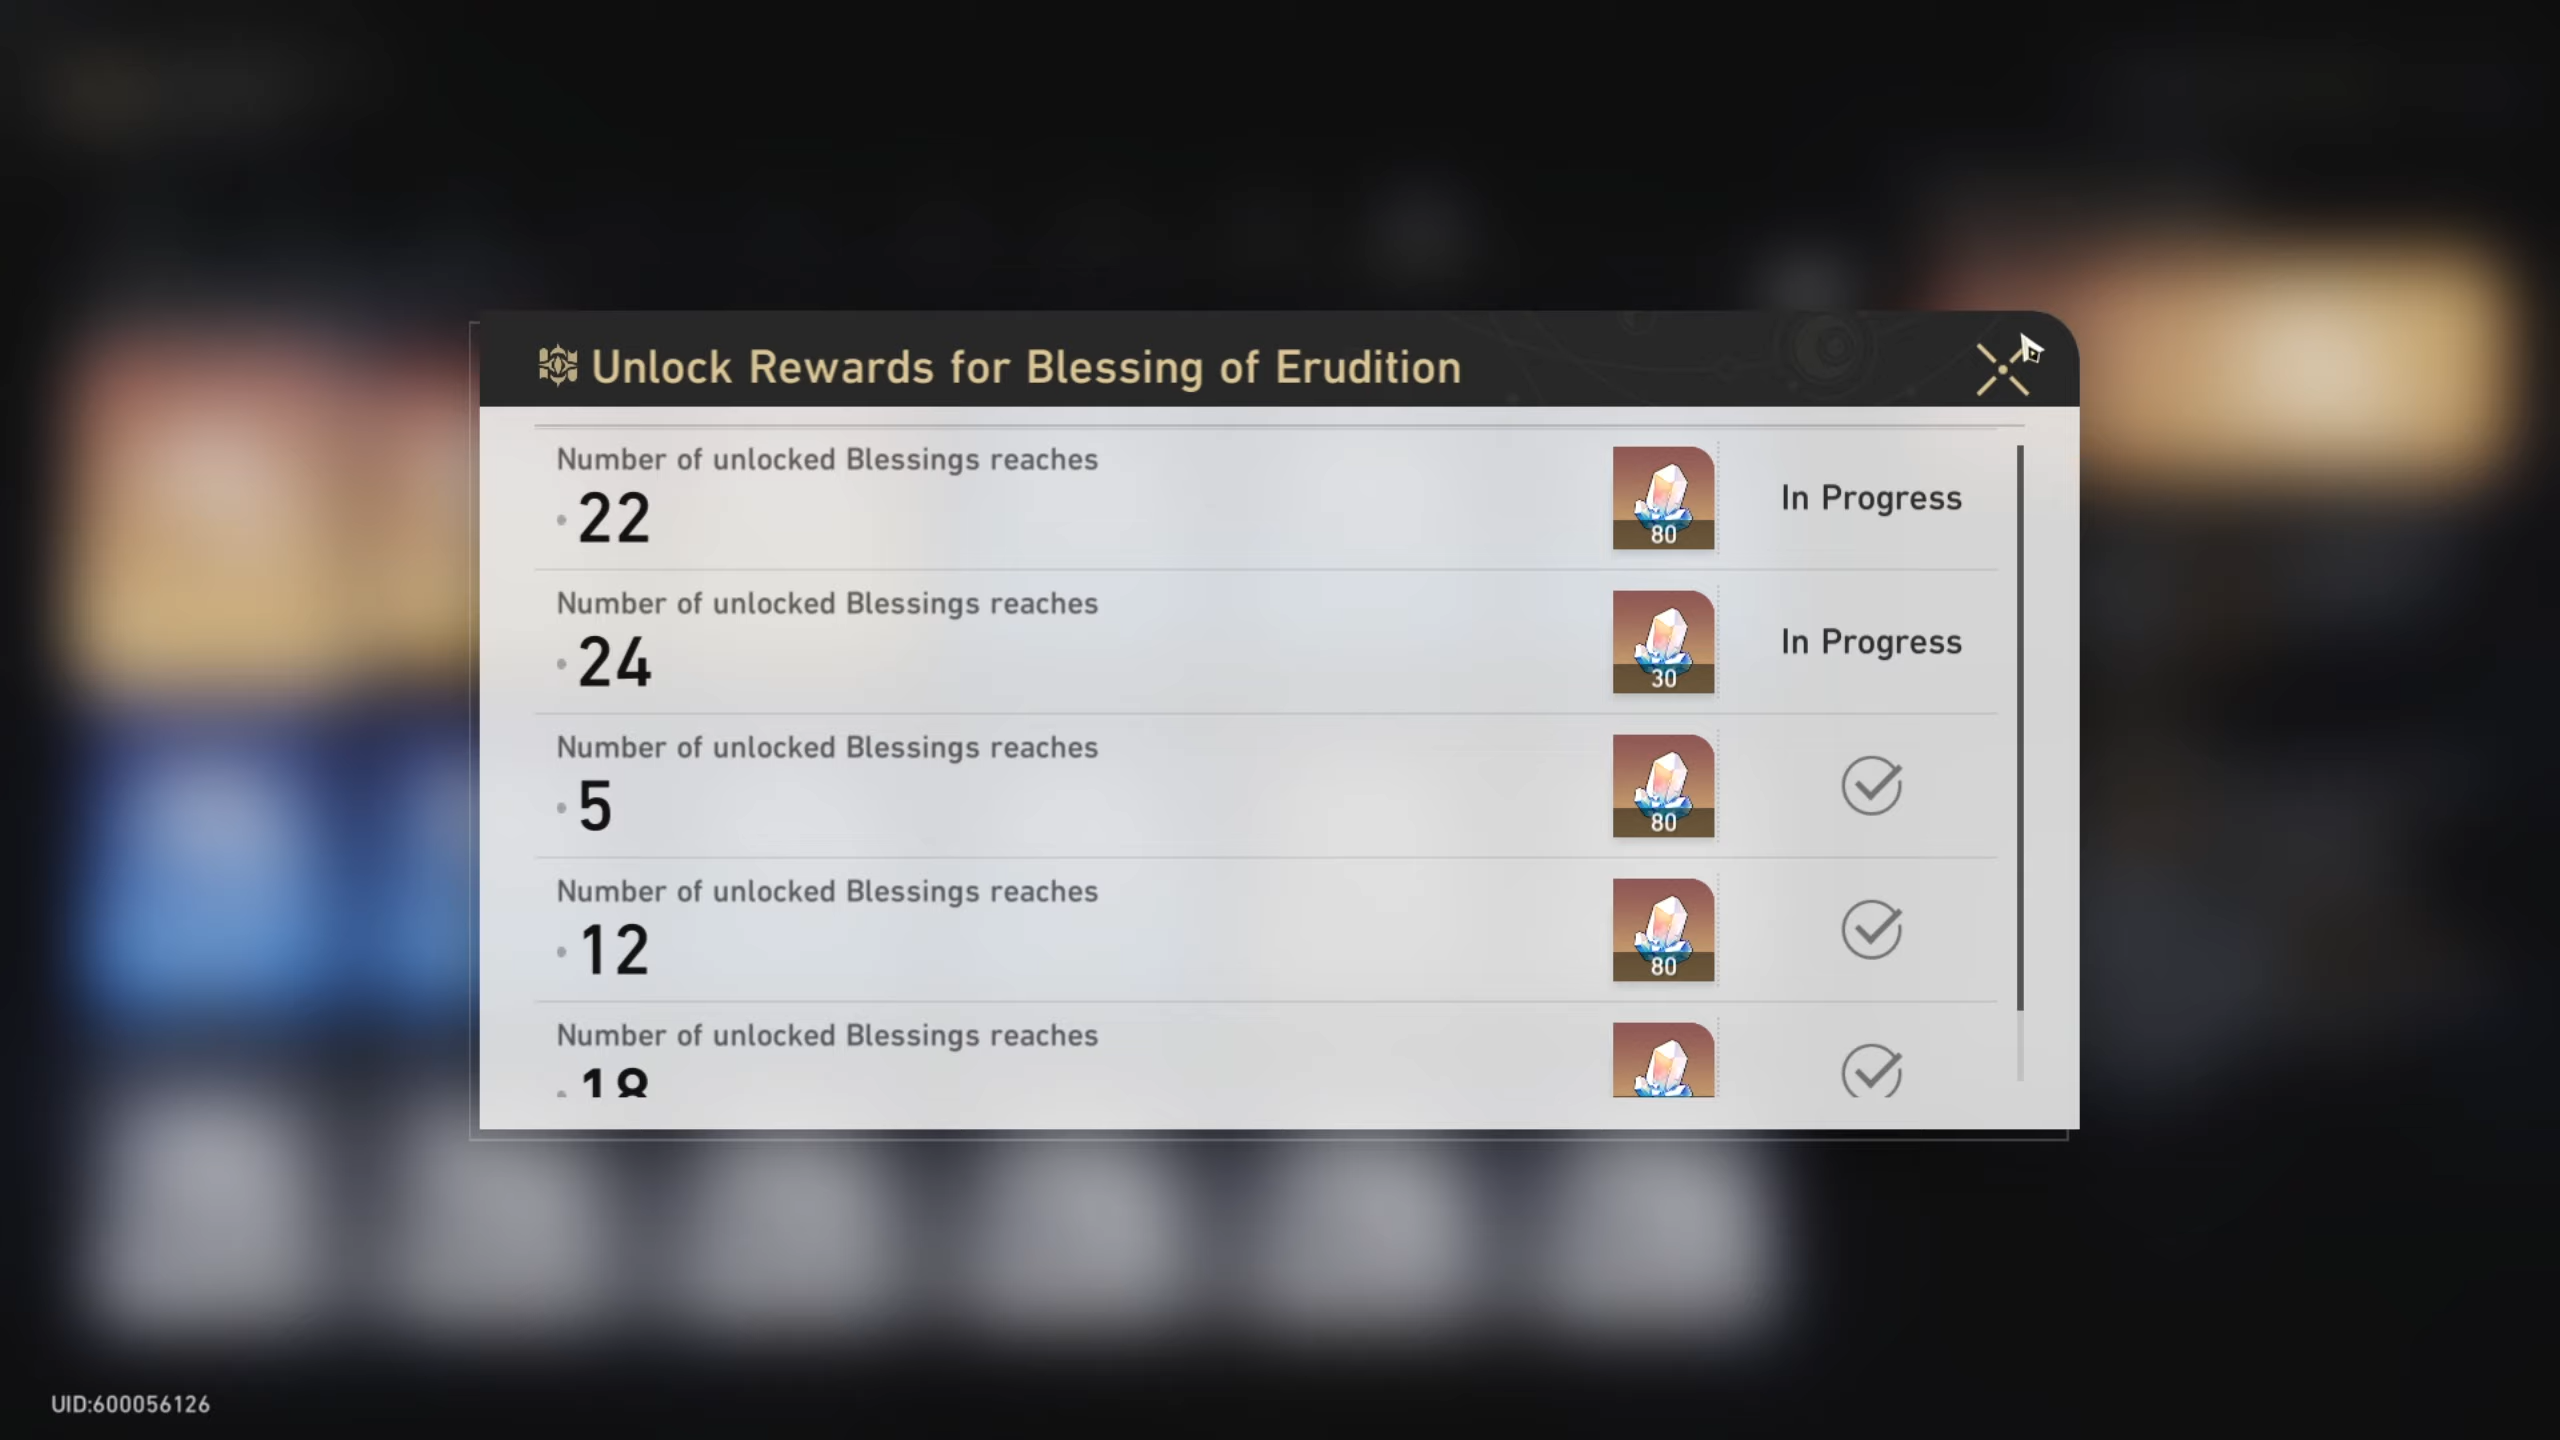 Unlock Rewards for Blessing of Erudition
Number of unlocked Blessings reaches
22
80
In Progress
Number of unlocked Blessings reaches
24
30
In Progress
Number of unlocked Blessings reaches
5
80
Number of unlocked Blessings reaches
12
80
Number of unlocked Blessings reaches
18
UID:600056126